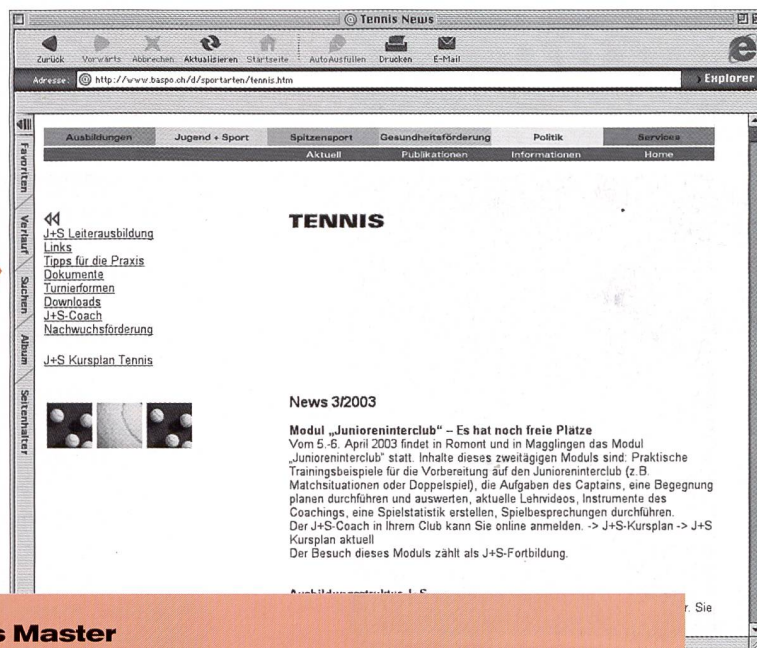 @ Tennis News
Zurück Vorwärts Abbrechen Aktualisieren Startseite AutoAusfüllen Drucken E-Mail
Adresse: @ http://www.baspo.ch/d/sportarten/tennis.htm
Explorer
Favoriten
Verlauf
Suchen
Album
Seitenhalter
Ausbildungen Jugend + Sport Spitzensport Gesundheitsförderung Politik Services
Aktuell Publikationen Informationen Home
TENNIS
J+S Leiterausbildung
Links
Tipps für die Praxis
Dokumente
Turnierformen
Downloads
J+S-Coach
Nachwuchsförderung
J+S Kursplan Tennis
News 3/2003
Modul „Junioreninterclub“ – Es hat noch freie Plätze
Vom 5.-6. April 2003 findet in Romont und in Magglingen das Modul
„Junioreninterclub“ statt. Inhalte dieses zweitägigen Moduls sind: Praktische
Trainingsbeispiele für die Vorbereitung auf den Junioreninterclub (z.B.
Matchsituationen oder Doppelspiel), die Aufgaben des Captains, eine Begegnung
planen durchführen und auswerten, aktuelle Lehrvideos, Instrumente des
Coachings, eine Spielstatistik erstellen, Spielbesprechungen durchführen.
Der J+S-Coach in Ihrem Club kann Sie online anmelden. -> J+S-Kursplan -> J+S
Kursplan aktuell
Der Besuch dieses Moduls zählt als J+S-Fortbildung.
r. Sie
s Master